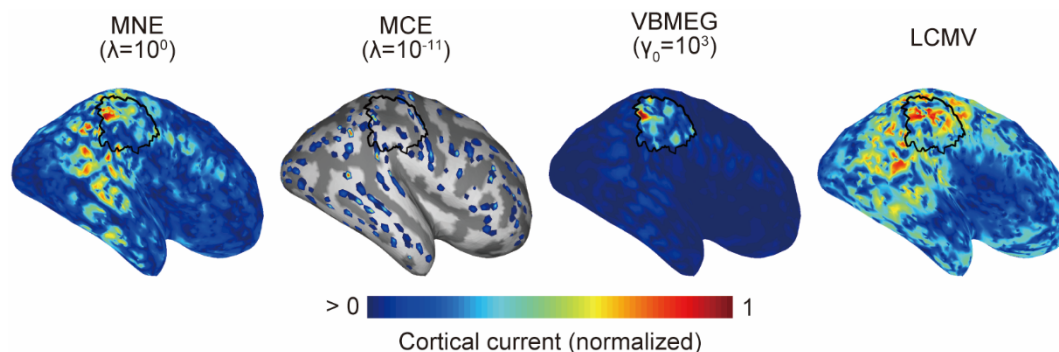 MNE
(λ=10⁰)
MCE
(λ=10⁻¹¹)
VBMEG
(γ₀=10³)
LCMV
> 0
1
Cortical current (normalized)